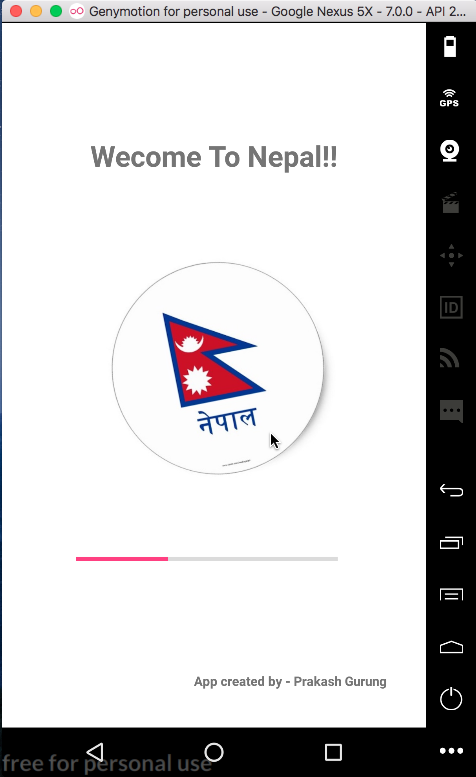 Genymotion for personal use - Google Nexus 5X - 7.0.0 - API 2...
GPS
Wecome To Nepal!!
ID
नेपाल
App created by - Prakash Gurung
free for personal use